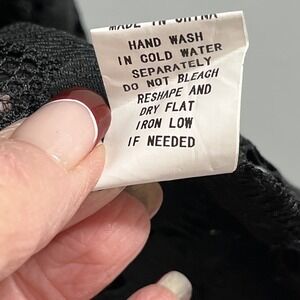 MADE IN CHINA
HAND WASH
IN COLD WATER
SEPARATELY
DO NOT BLEACH
RESHAPE AND
DRY FLAT
IRON LOW
IF NEEDED